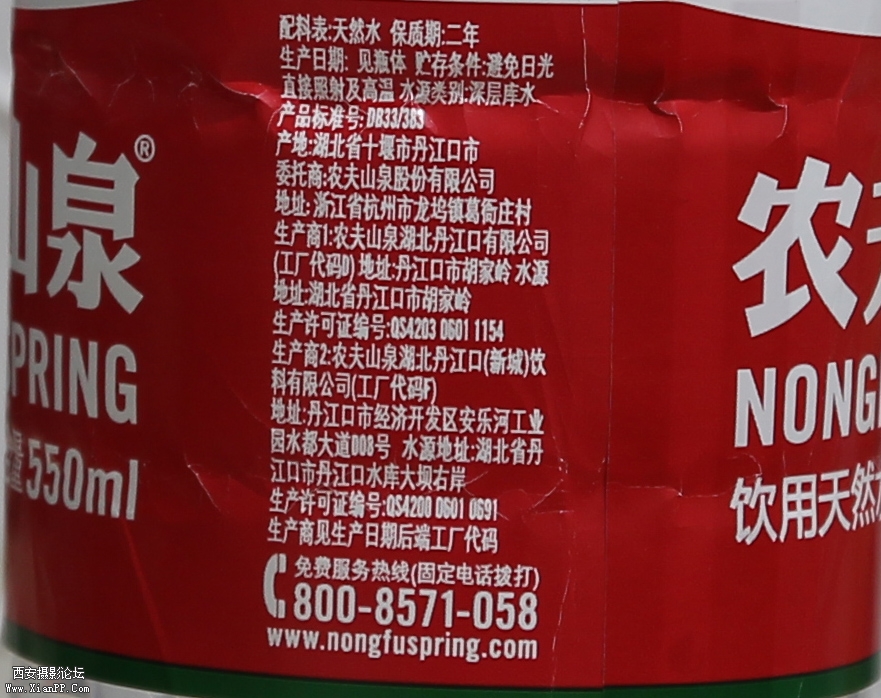 配料表:天然水 保质期:二年
生产日期: 见瓶体 贮存条件:避免日光
直接照射及高温 水源类别:深层库水
产品标准号: DB33/383
产地:湖北省十堰市丹江口市
委托商:农夫山泉股份有限公司
地址: 浙江省杭州市龙坞镇葛衙庄村
生产商1:农夫山泉湖北丹江口有限公司
(工厂代码D) 地址:丹江口市胡家岭 水源
地址:湖北省丹江口市胡家岭
生产许可证编号:QS4203 0601 1154
生产商2:农夫山泉湖北丹江口(新城)饮
料有限公司(工厂代码F)
地址:丹江口市经济开发区安乐河工业
园水都大道008号 水源地址:湖北省丹
江口市丹江口水库大坝右岸
生产许可证编号:QS4200 0601 0691
生产商见生产日期后端工厂代码
免费服务热线(固定电话拨打)
800-8571-058
www.nongfuspring.com
山泉®
SPRING
量550ml
农夫
NONG
饮用天然水
西安摄影论坛
www.XianPP.Com